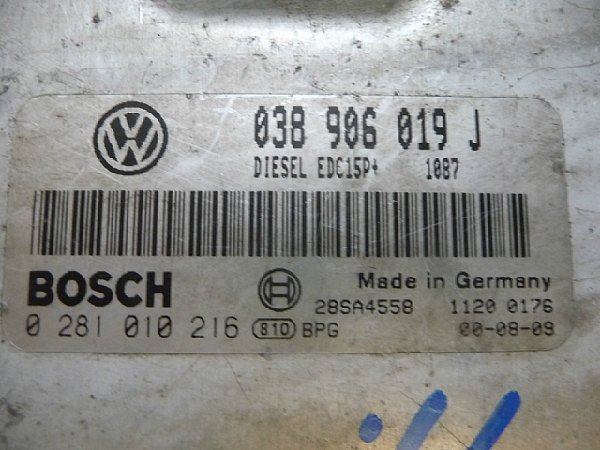 038 906 019 J
DIESEL EDC15P+ 1087
BOSCH Made in Germany
28SA4558 1120 0176
0 281 010 216 810 BPG 00-08-09